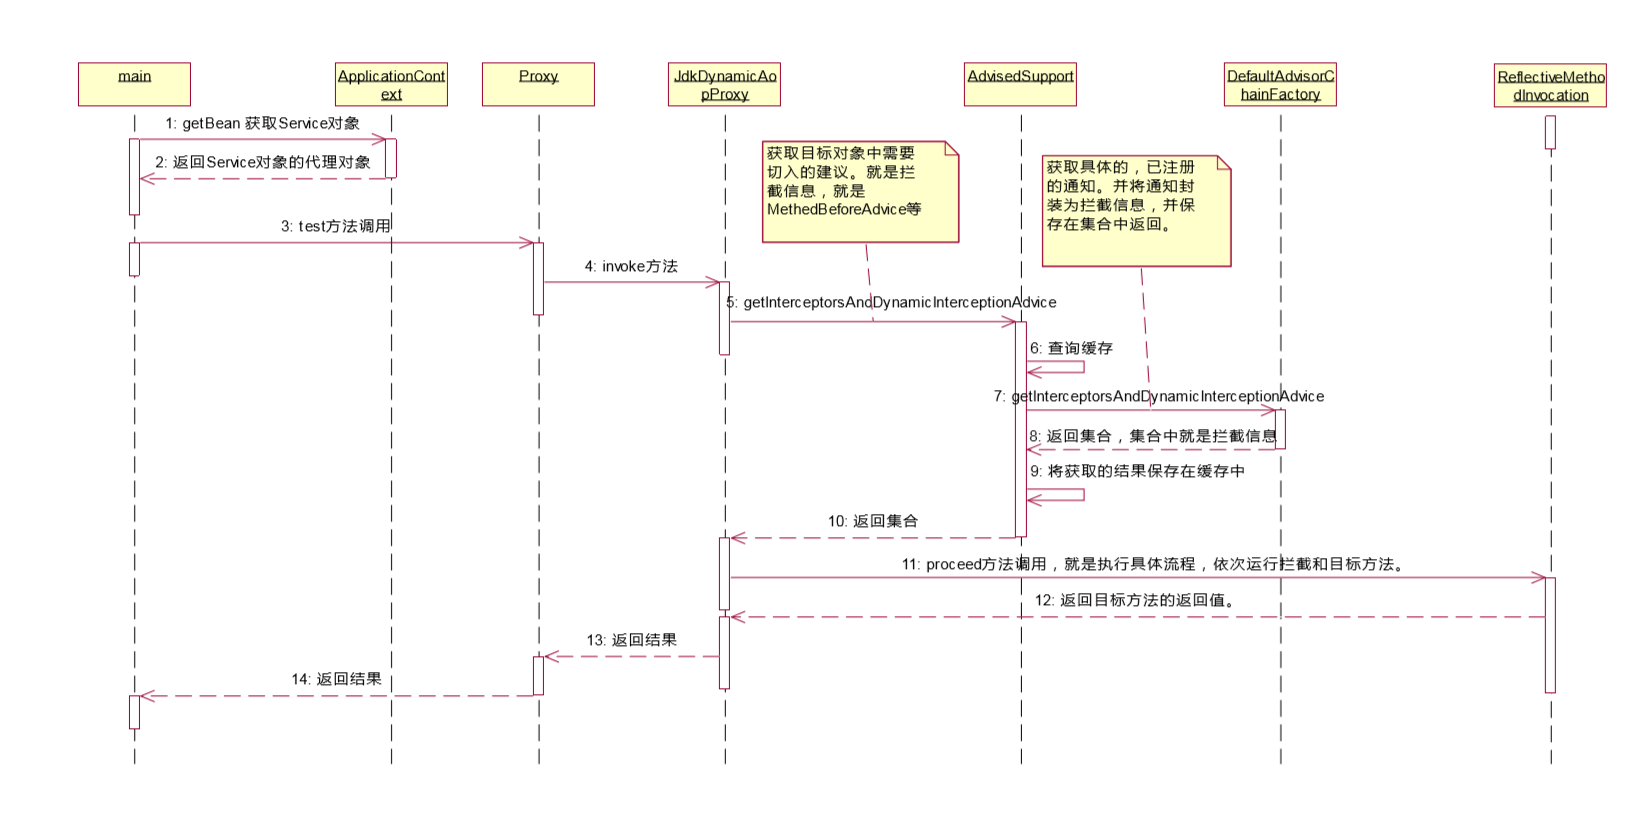 main
ApplicationCont
ext
Proxy
JdkDynamicAo
pProxy
AdvisedSupport
DefaultAdvisorC
hainFactory
ReflectiveMetho
dInvocation
1: getBean 获取Service对象
2: 返回Service对象的代理对象
获取目标对象中需要
切入的建议。就是拦
截信息，就是
MethedBeforeAdvice等
获取具体的，已注册
的通知。并将通知封
装为拦截信息，并保
存在集合中返回。
3: test方法调用
4: invoke方法
5: getInterceptorsAndDynamicInterceptionAdvice
6: 查询缓存
7: getInterceptorsAndDynamicInterceptionAdvice
8: 返回集合，集合中就是拦截信息
9: 将获取的结果保存在缓存中
10: 返回集合
11: proceed方法调用，就是执行具体流程，依次运行拦截和目标方法。
12: 返回目标方法的返回值。
13: 返回结果
14: 返回结果